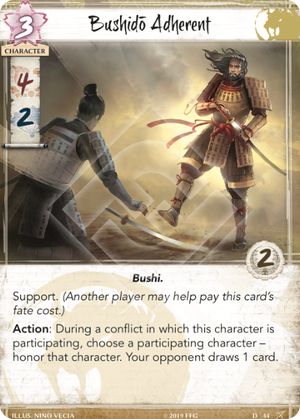 Bushidō Adherent
3
CHARACTER
4
2
2
Bushi.
Support. (Another player may help pay this card's
fate cost.)
Action: During a conflict in which this character is
participating, choose a participating character –
honor that character. Your opponent draws 1 card.
ILLUS: NINO VECIA
© 2019 FFG
D 44